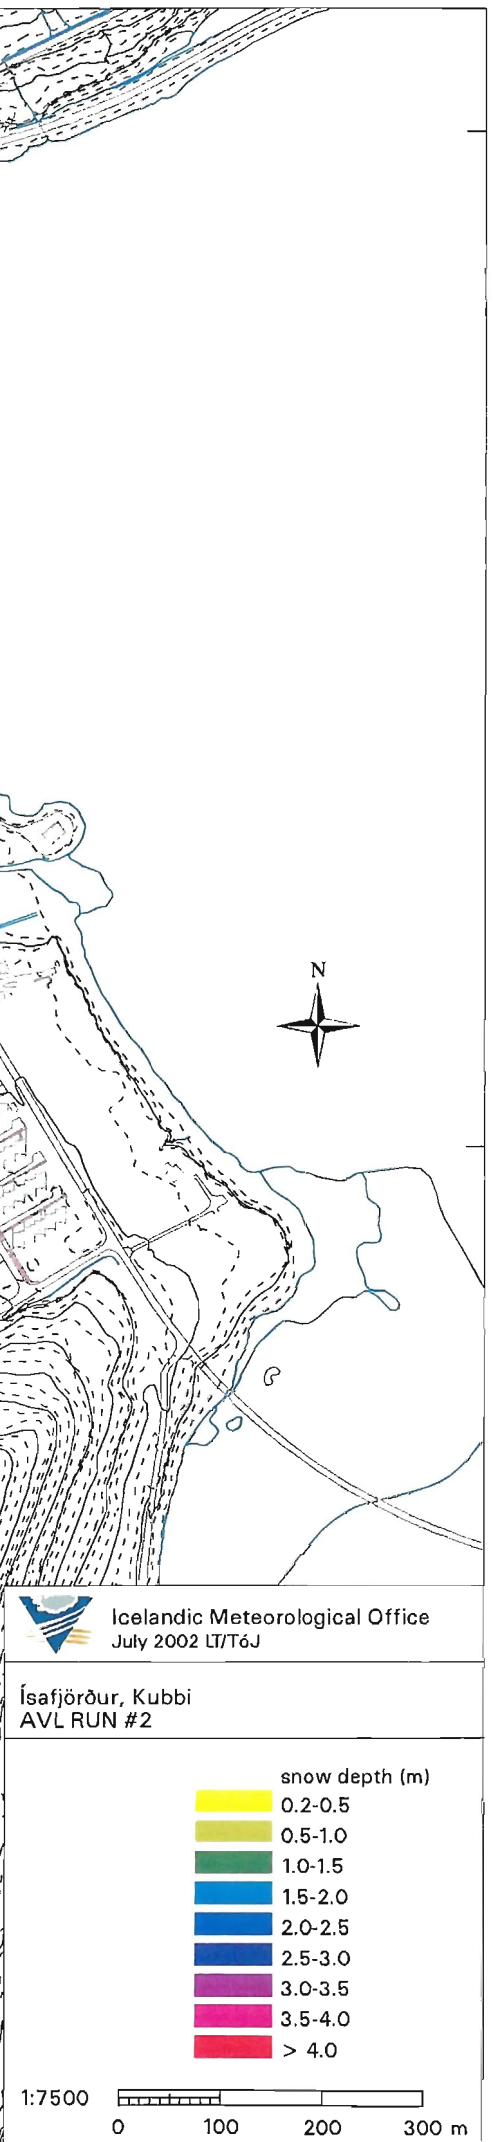 N
Icelandic Meteorological Office
July 2002 LT/TóJ
Ísafjörður, Kubbi
AVL RUN #2
snow depth (m)
0.2-0.5
0.5-1.0
1.0-1.5
1.5-2.0
2.0-2.5
2.5-3.0
3.0-3.5
3.5-4.0
> 4.0
1:7500
0 100 200 300 m